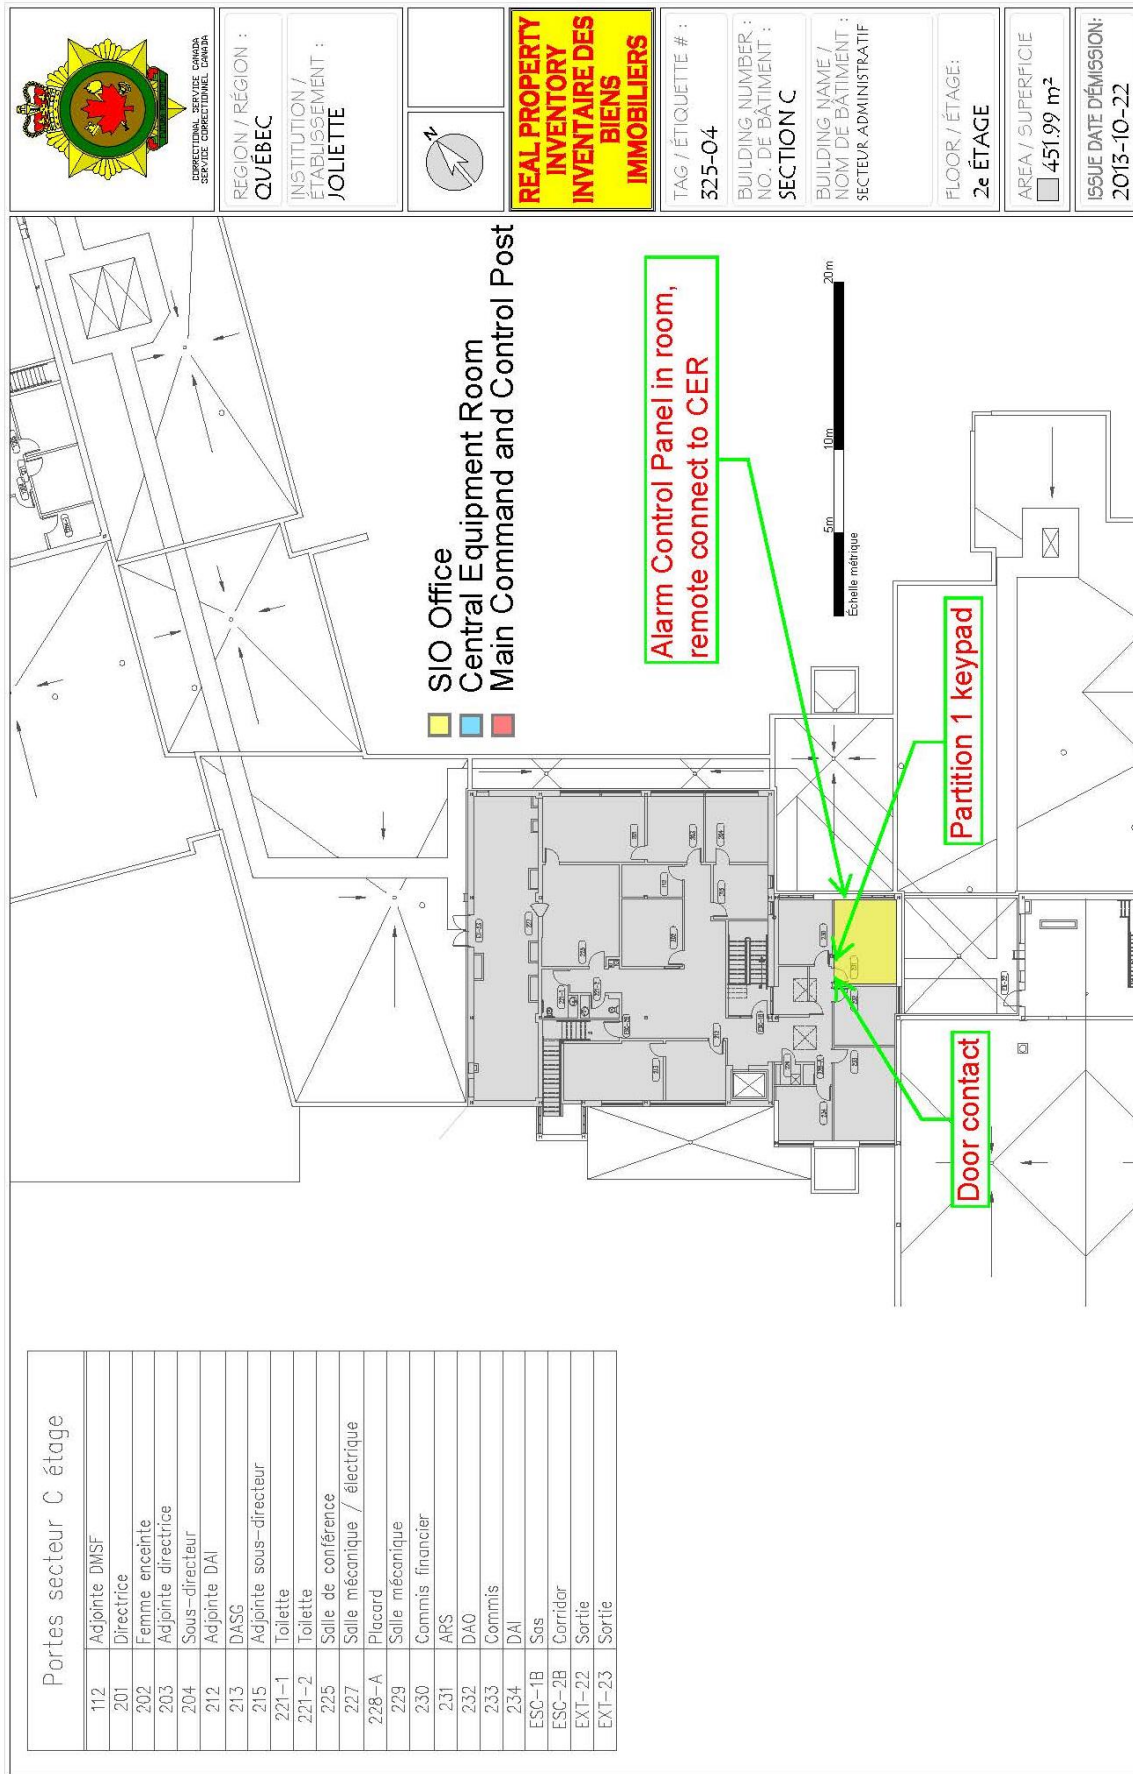 Portes secteur C étage
112 Adjointe DMSF
201 Directrice
202 Femme enceinte
203 Adjointe directrice
204 Sous-directeur
212 Adjointe DAI
213 DASG
215 Adjointe sous-directeur
221-1 Toilette
221-2 Toilette
225 Salle de conférence
227 Salle mécanique / électrique
228-A Placard
229 Salle mécanique
230 Commis financier
231 ARS
232 DAO
233 Commis
234 DAI
ESC-1B Sas
ESC-2B Corridor
EXT-22 Sortie
EXT-23 Sortie
SIO Office
Central Equipment Room
Main Command and Control Post
Alarm Control Panel in room,
remote connect to CER
Échelle métrique
5m
10m
20m
Partition 1 keypad
Door contact
CORRECTIONAL SERVICE CANADA
SERVICE CORRECTIONNEL CANADA
REGION / RÉGION :
QUÉBEC
INSTITUTION /
ÉTABLISSEMENT :
JOLIETTE
N
REAL PROPERTY
INVENTORY
INVENTAIRE DES
BIENS
IMMOBILIERS
TAG / ÉTIQUETTE # :
325-04
BUILDING NUMBER :
NO. DE BÂTIMENT :
SECTION C
BUILDING NAME /
NOM DE BÂTIMENT :
SECTEUR ADMINISTRATIF
FLOOR / ÉTAGE:
2e ÉTAGE
AREA / SUPERFICIE
451.99 m²
ISSUE DATE D'ÉMISSION:
2013-10-22